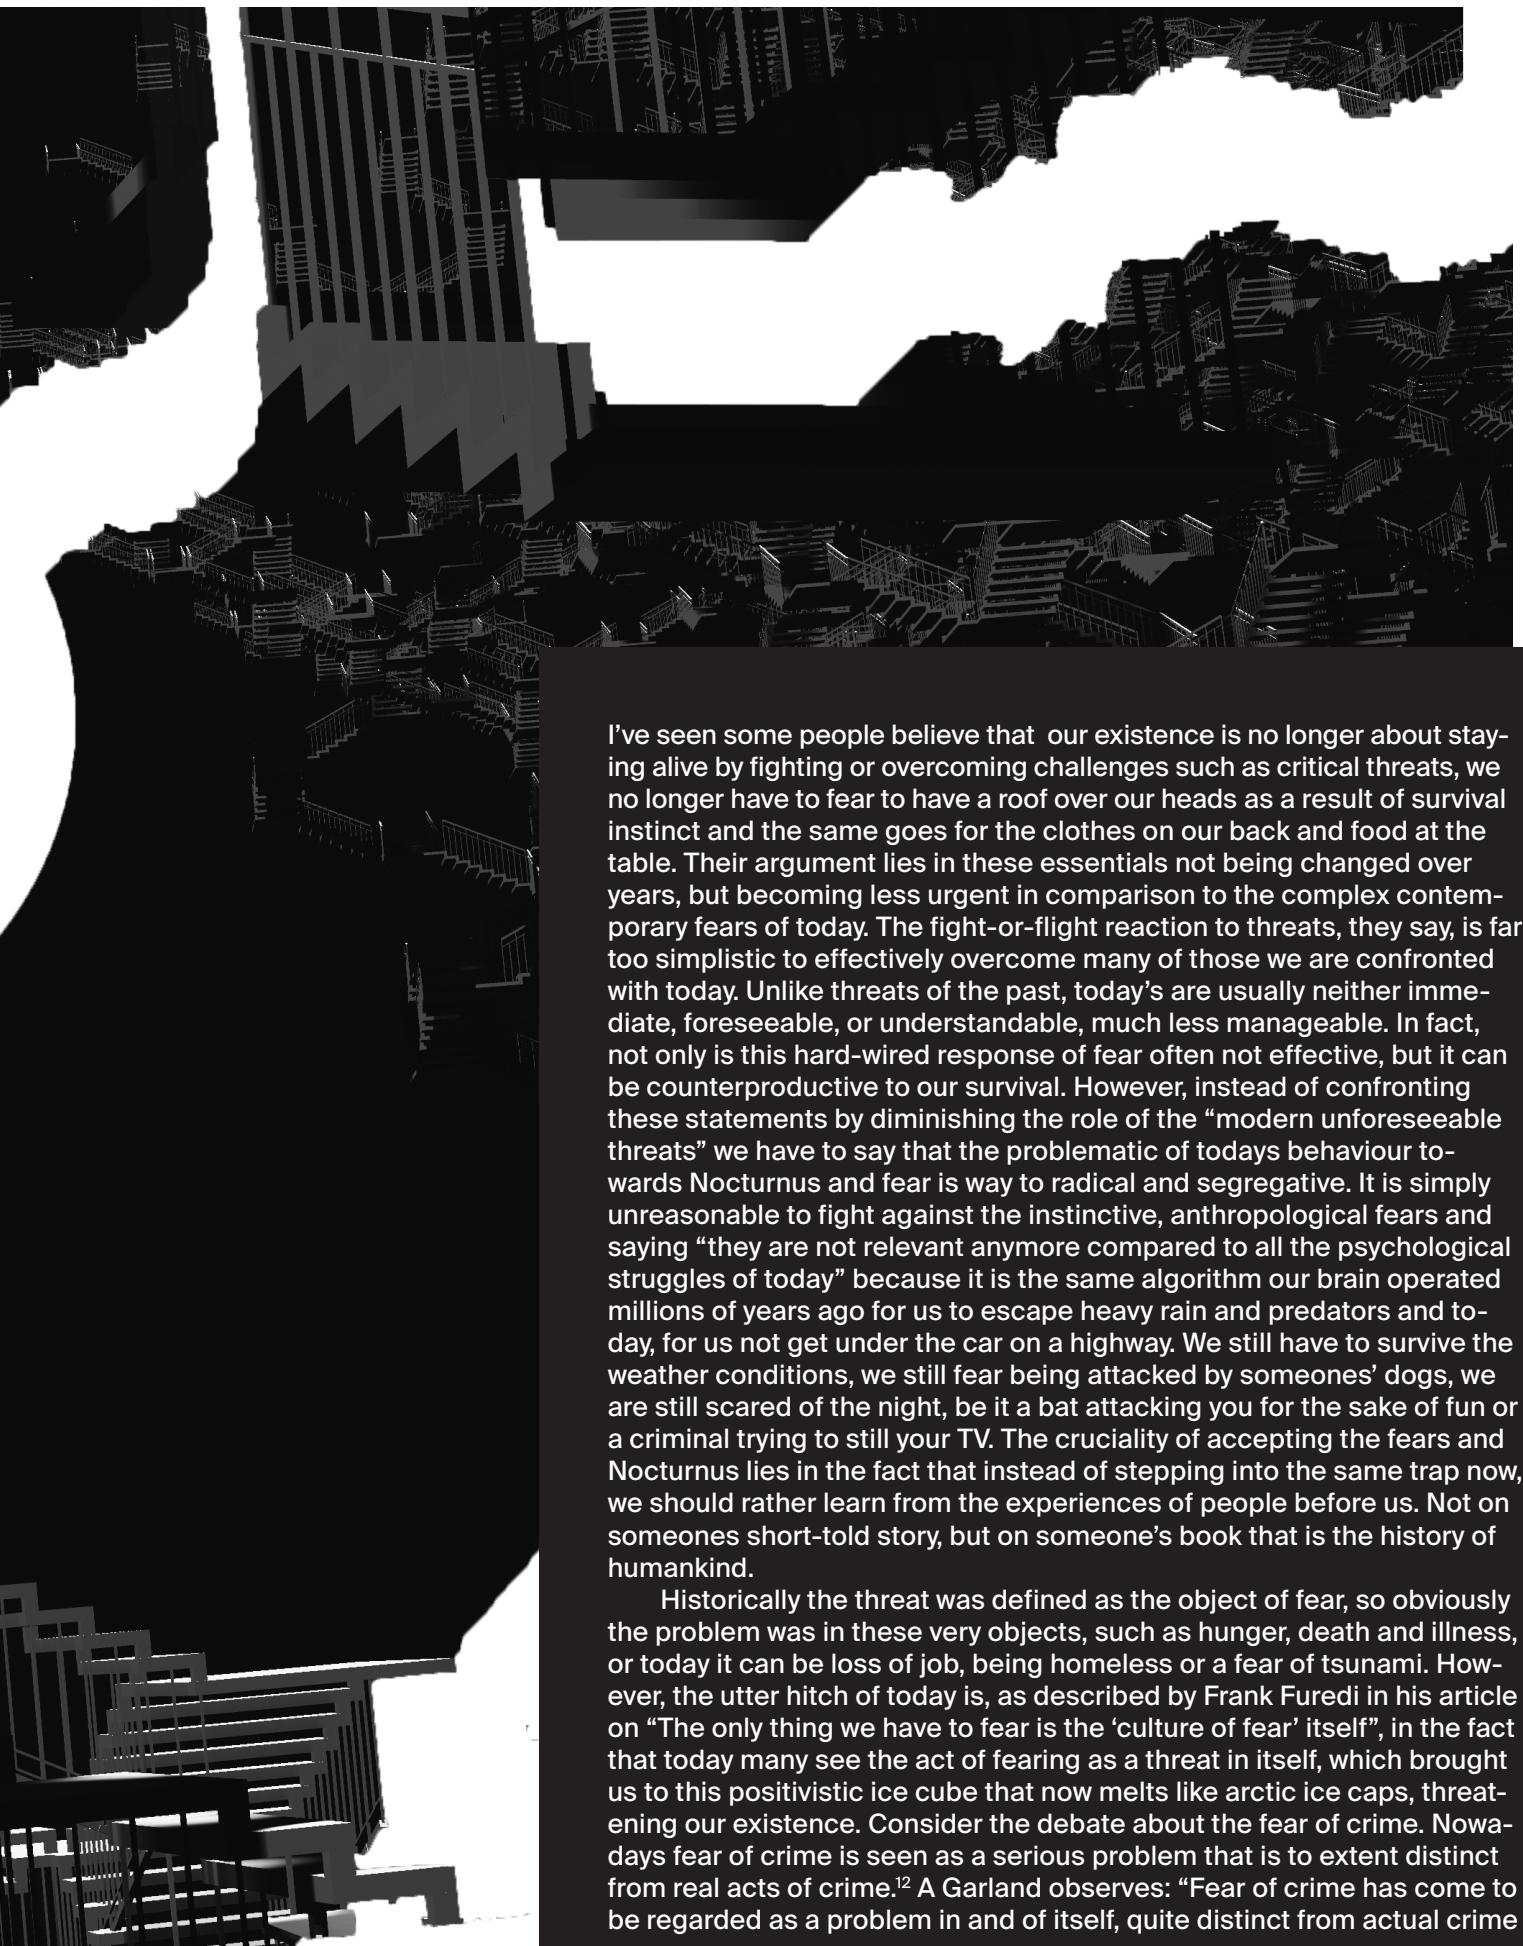 I’ve seen some people believe that  our existence is no longer about stay-
ing alive by fighting or overcoming challenges such as critical threats, we
no longer have to fear to have a roof over our heads as a result of survival
instinct and the same goes for the clothes on our back and food at the
table. Their argument lies in these essentials not being changed over
years, but becoming less urgent in comparison to the complex contem-
porary fears of today. The fight-or-flight reaction to threats, they say, is far
too simplistic to effectively overcome many of those we are confronted
with today. Unlike threats of the past, today’s are usually neither imme-
diate, foreseeable, or understandable, much less manageable. In fact,
not only is this hard-wired response of fear often not effective, but it can
be counterproductive to our survival. However, instead of confronting
these statements by diminishing the role of the “modern unforeseeable
threats” we have to say that the problematic of todays behaviour to-
wards Nocturnus and fear is way to radical and segregative. It is simply
unreasonable to fight against the instinctive, anthropological fears and
saying “they are not relevant anymore compared to all the psychological
struggles of today” because it is the same algorithm our brain operated
millions of years ago for us to escape heavy rain and predators and to-
day, for us not get under the car on a highway. We still have to survive the
weather conditions, we still fear being attacked by someones’ dogs, we
are still scared of the night, be it a bat attacking you for the sake of fun or
a criminal trying to still your TV. The cruciality of accepting the fears and
Nocturnus lies in the fact that instead of stepping into the same trap now,
we should rather learn from the experiences of people before us. Not on
someones short-told story, but on someone’s book that is the history of
humankind.
Historically the threat was defined as the object of fear, so obviously
the problem was in these very objects, such as hunger, death and illness,
or today it can be loss of job, being homeless or a fear of tsunami. How-
ever, the utter hitch of today is, as described by Frank Furedi in his article
on “The only thing we have to fear is the ‘culture of fear’ itself”, in the fact
that today many see the act of fearing as a threat in itself, which brought
us to this positivistic ice cube that now melts like arctic ice caps, threat-
ening our existence. Consider the debate about the fear of crime. Nowa-
days fear of crime is seen as a serious problem that is to extent distinct
from real acts of crime.¹² A Garland observes: “Fear of crime has come to
be regarded as a problem in and of itself, quite distinct from actual crime